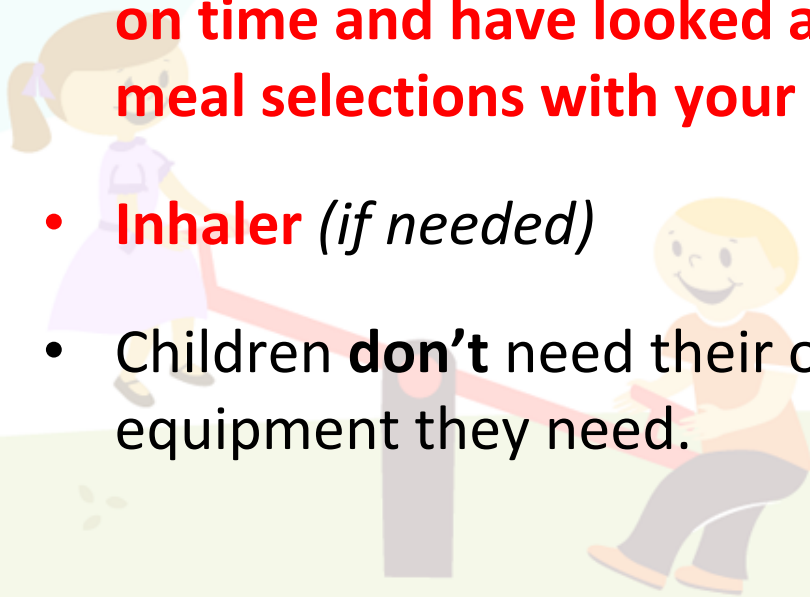 on time and have looked a
meal selections with your
• Inhaler (if needed)
• Children don’t need their o
equipment they need.